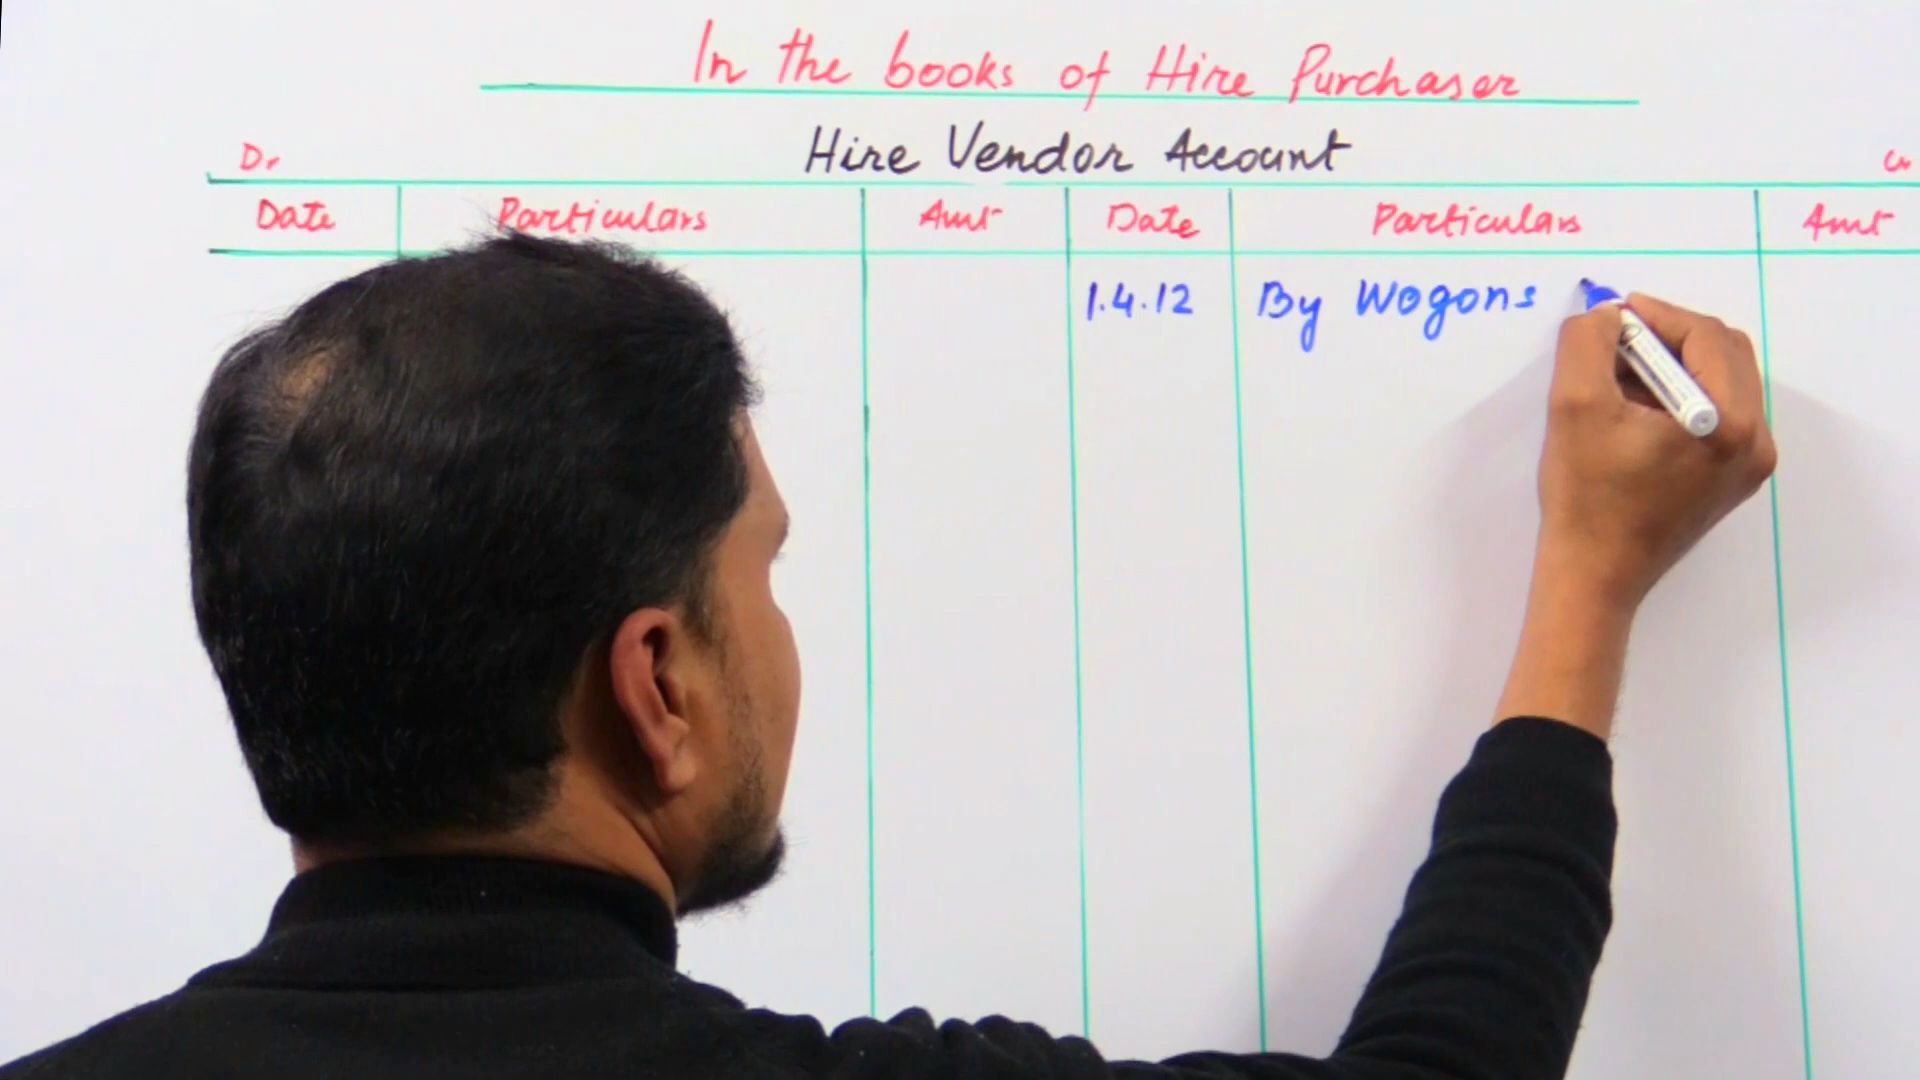 In the books of Hire Purchaser
Dr Hire Vendor Account Cr
Date Particulars Amt Date Particulars Amt
1.4.12 By Wogons